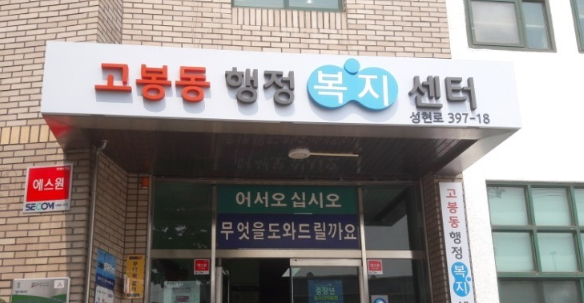 고봉동 행정 복지 센터
성현로 397-18
에스원
SECOM
어서오십시오
무엇을도와드릴까요
고봉동행정복지